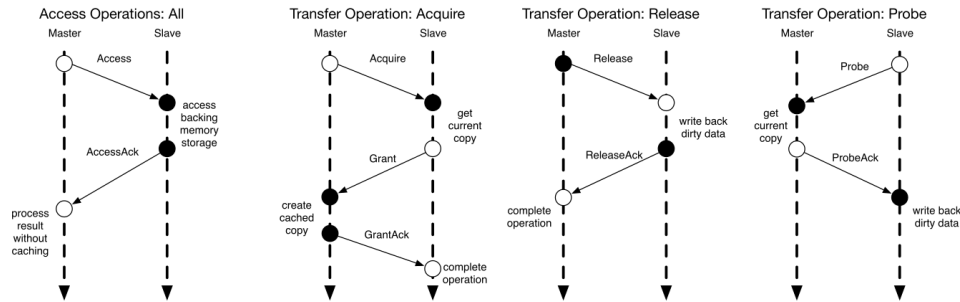 Access Operations: All
Master
Slave
Access
access
backing
memory
storage
AccessAck
process
result
without
caching
Transfer Operation: Acquire
Master
Slave
Acquire
get
current
copy
Grant
create
cached
copy
GrantAck
complete
operation
Transfer Operation: Release
Master
Slave
Release
write back
dirty data
ReleaseAck
complete
operation
Transfer Operation: Probe
Master
Slave
Probe
get
current
copy
ProbeAck
write back
dirty data